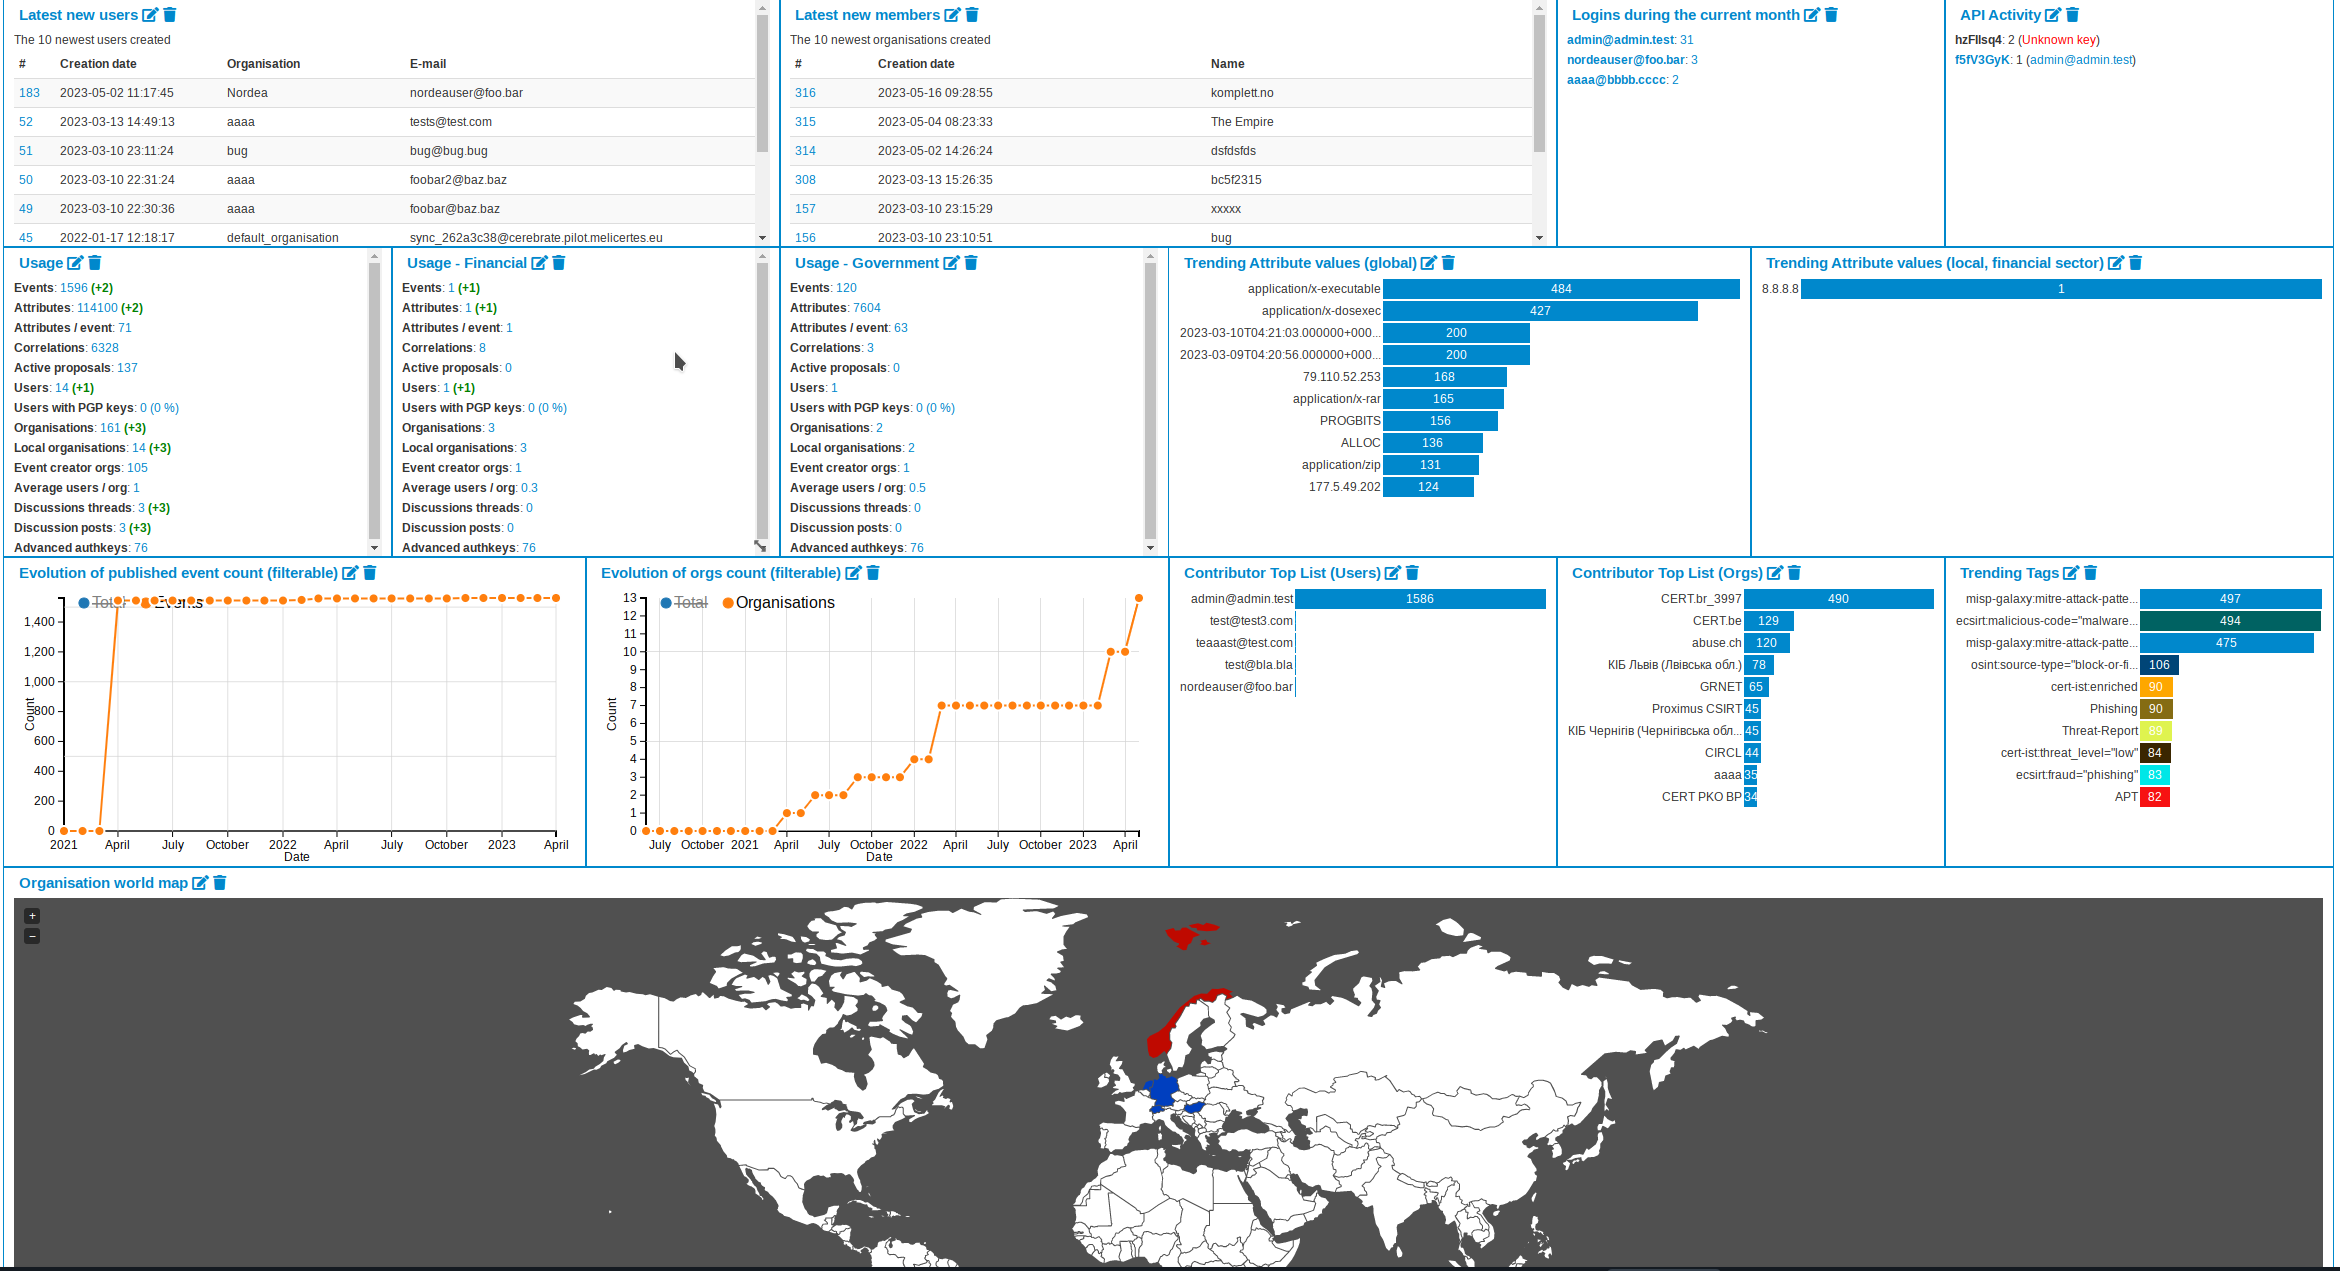 Latest new users
The 10 newest users created
# Creation date Organisation E-mail
183 2023-05-02 11:17:45 Nordea nordeauser@foo.bar
52 2023-03-13 14:49:13 aaaa tests@test.com
51 2023-03-10 23:11:24 bug bug@bug.bug
50 2023-03-10 22:31:24 aaaa foobar2@baz.baz
49 2023-03-10 22:30:36 aaaa foobar@baz.baz
45 2022-01-17 12:18:17 default_organisation sync_262a3c38@cerebrate.pilot.melicertes.eu
Latest new members
The 10 newest organisations created
# Creation date Name
316 2023-05-16 09:28:55 komplett.no
315 2023-05-04 08:23:33 The Empire
314 2023-05-02 14:26:24 dsfdsfds
308 2023-03-13 15:26:35 bc5f2315
157 2023-03-10 23:15:29 xxxxx
156 2023-03-10 23:10:51 bug
Logins during the current month
admin@admin.test: 31
nordeauser@foo.bar: 3
aaaa@bbbb.cccc: 2
API Activity
hzFIlsq4: 2 (Unknown key)
f5fV3GyK: 1 (admin@admin.test)
Usage
Events: 1596 (+2)
Attributes: 114100 (+2)
Attributes / event: 71
Correlations: 6328
Active proposals: 137
Users: 14 (+1)
Users with PGP keys: 0 (0 %)
Organisations: 161 (+3)
Local organisations: 14 (+3)
Event creator orgs: 105
Average users / org: 1
Discussions threads: 3 (+3)
Discussion posts: 3 (+3)
Advanced authkeys: 76
Usage - Financial
Events: 1 (+1)
Attributes: 1 (+1)
Attributes / event: 1
Correlations: 8
Active proposals: 0
Users: 1 (+1)
Users with PGP keys: 0 (0 %)
Organisations: 3
Local organisations: 3
Event creator orgs: 1
Average users / org: 0.3
Discussions threads: 0
Discussion posts: 0
Advanced authkeys: 76
Usage - Government
Events: 120
Attributes: 7604
Attributes / event: 63
Correlations: 3
Active proposals: 0
Users: 1
Users with PGP keys: 0 (0 %)
Organisations: 2
Local organisations: 2
Event creator orgs: 1
Average users / org: 0.5
Discussions threads: 0
Discussion posts: 0
Advanced authkeys: 76
Trending Attribute values (global)
application/x-executable 484
application/x-dosexec 427
2023-03-10T04:21:03.000000+000... 200
2023-03-09T04:20:56.000000+000... 200
79.110.52.253 168
application/x-rar 165
PROGBITS 156
ALLOC 136
application/zip 131
177.5.49.202 124
Trending Attribute values (local, financial sector)
8.8.8.8 1
Evolution of published event count (filterable)
Total Events
1,400
1,200
1,000
800
600
400
200
0
Count
2021 April July October 2022 April July October 2023 April
Date
Evolution of orgs count (filterable)
Total Organisations
13
12
11
10
9
8
7
6
5
4
3
2
1
0
Count
July October 2021 April July October 2022 April July October 2023 April
Date
Contributor Top List (Users)
admin@admin.test 1586
test@test3.com
teaaast@test.com
test@bla.bla
nordeauser@foo.bar
Contributor Top List (Orgs)
CERT.br_3997 490
CERT.be 129
abuse.ch 120
КІБ Львів (Лвівська обл.) 78
GRNET 65
Proximus CSIRT 45
КІБ Чернігів (Чернігівська обл... 45
CIRCL 44
aaaa 35
CERT PKO BP 34
Trending Tags
misp-galaxy:mitre-attack-patte... 497
ecsirt:malicious-code="malware... 494
misp-galaxy:mitre-attack-patte... 475
osint:source-type="block-or-fi... 106
cert-ist:enriched 90
Phishing 90
Threat-Report 89
cert-ist:threat_level="low" 84
ecsirt:fraud="phishing" 83
APT 82
Organisation world map
+
−